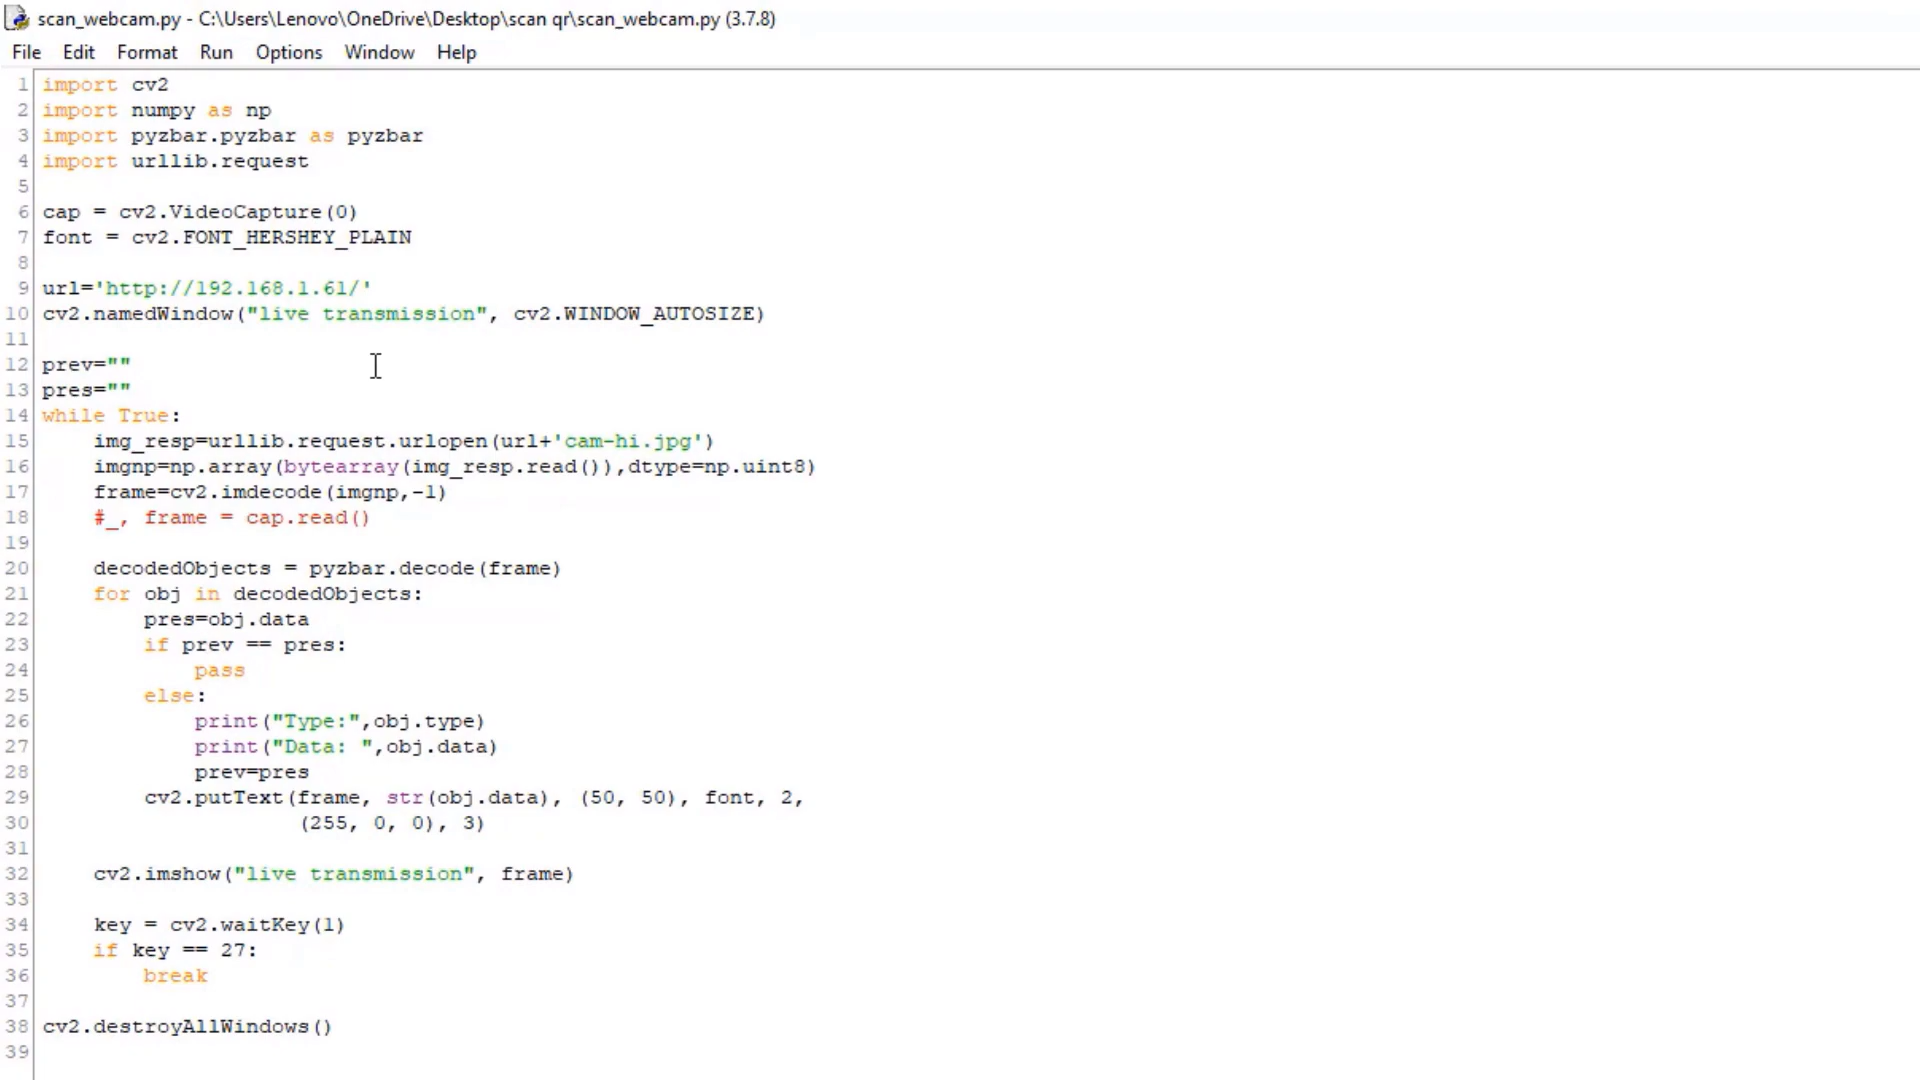 scan_webcam.py - C:\Users\Lenovo\OneDrive\Desktop\scan qr\scan_webcam.py (3.7.8)
File Edit Format Run Options Window Help
1 import cv2
2 import numpy as np
3 import pyzbar.pyzbar as pyzbar
4 import urllib.request
5
6 cap = cv2.VideoCapture(0)
7 font = cv2.FONT_HERSHEY_PLAIN
8
9 url='http://192.168.1.61/'
10 cv2.namedWindow("live transmission", cv2.WINDOW_AUTOSIZE)
11
12 prev=""
13 pres=""
14 while True:
15     img_resp=urllib.request.urlopen(url+'cam-hi.jpg')
16     imgnp=np.array(bytearray(img_resp.read()),dtype=np.uint8)
17     frame=cv2.imdecode(imgnp,-1)
18     #_, frame = cap.read()
19
20     decodedObjects = pyzbar.decode(frame)
21     for obj in decodedObjects:
22         pres=obj.data
23         if prev == pres:
24             pass
25         else:
26             print("Type:",obj.type)
27             print("Data: ",obj.data)
28             prev=pres
29         cv2.putText(frame, str(obj.data), (50, 50), font, 2,
30                     (255, 0, 0), 3)
31
32     cv2.imshow("live transmission", frame)
33
34     key = cv2.waitKey(1)
35     if key == 27:
36         break
37
38 cv2.destroyAllWindows()
39